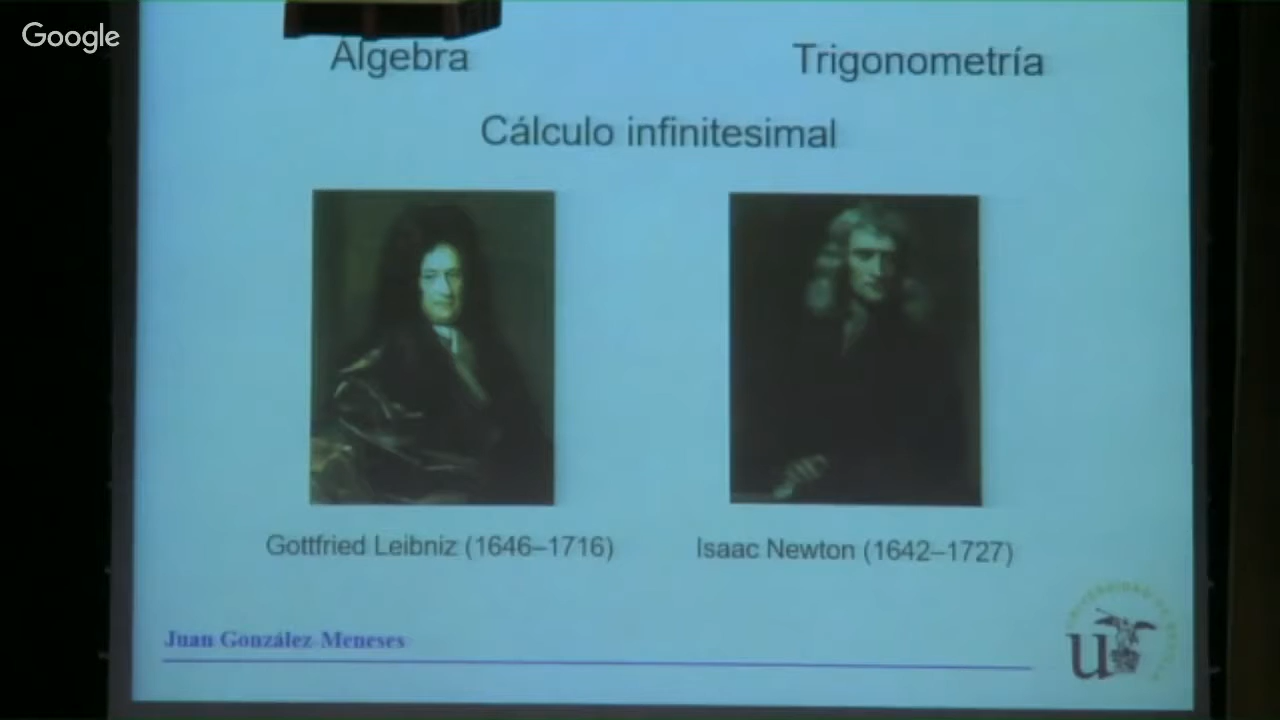 Google
Álgebra
Trigonometría
Cálculo infinitesimal
Gottfried Leibniz (1646–1716)
Isaac Newton (1642–1727)
Juan González-Meneses